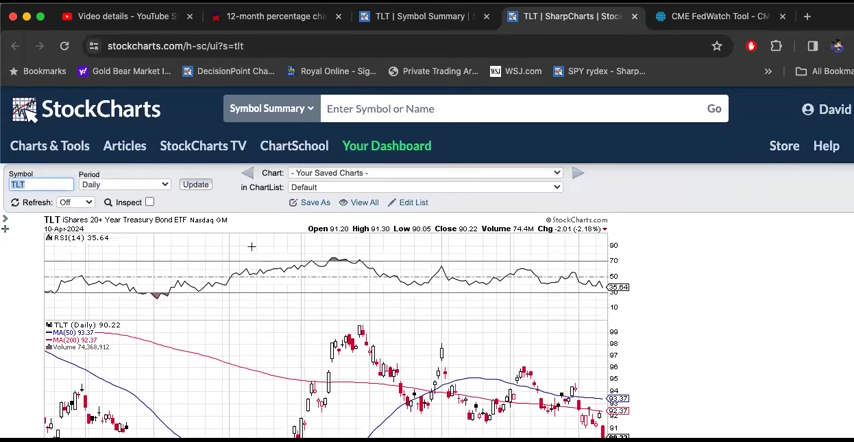 Video details - YouTube S
12-month percentage cha
TLT | Symbol Summary | S
TLT | SharpCharts | Stoc
CME FedWatch Tool - CM
stockcharts.com/h-sc/ui?s=tlt
Bookmarks
Gold Bear Market I...
DecisionPoint Cha...
Royal Online - Sig...
Private Trading Ar...
WSJ.com
SPY rydex - Sharp...
All Bookma
StockCharts
Symbol Summary
Enter Symbol or Name
Go
David
Charts & Tools
Articles
StockCharts TV
ChartSchool
Your Dashboard
Store
Help
Symbol
Period
TLT
Daily
Update
Chart:
- Your Saved Charts -
in ChartList:
Default
Refresh:
Off
Inspect
Save As
View All
Edit List
TLT iShares 20+ Year Treasury Bond ETF Nasdaq GM
© StockCharts.com
10-Apr-2024
Open 91.20 High 91.30 Low 90.05 Close 90.22 Volume 74.4M Chg -2.01 (-2.18%)
RSI(14) 35.64
90
70
50
35.64
30
10
TLT (Daily) 90.22
MA(50) 93.37
MA(200) 92.37
Volume 74,368,912
99
98
97
96
95
94
93.37
93
92.37
92
91